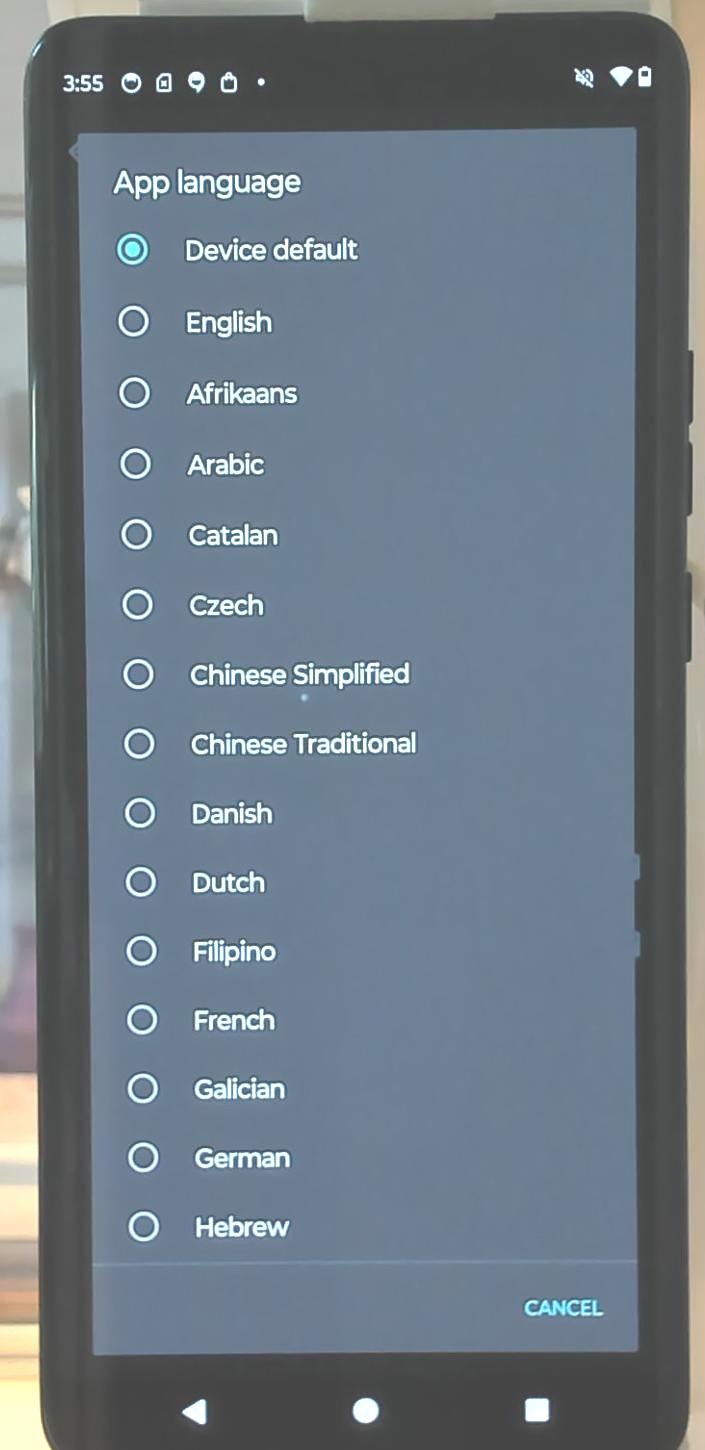 3:55
App language
Device default
English
Afrikaans
Arabic
Catalan
Czech
Chinese Simplified
Chinese Traditional
Danish
Dutch
Filipino
French
Galician
German
Hebrew
CANCEL